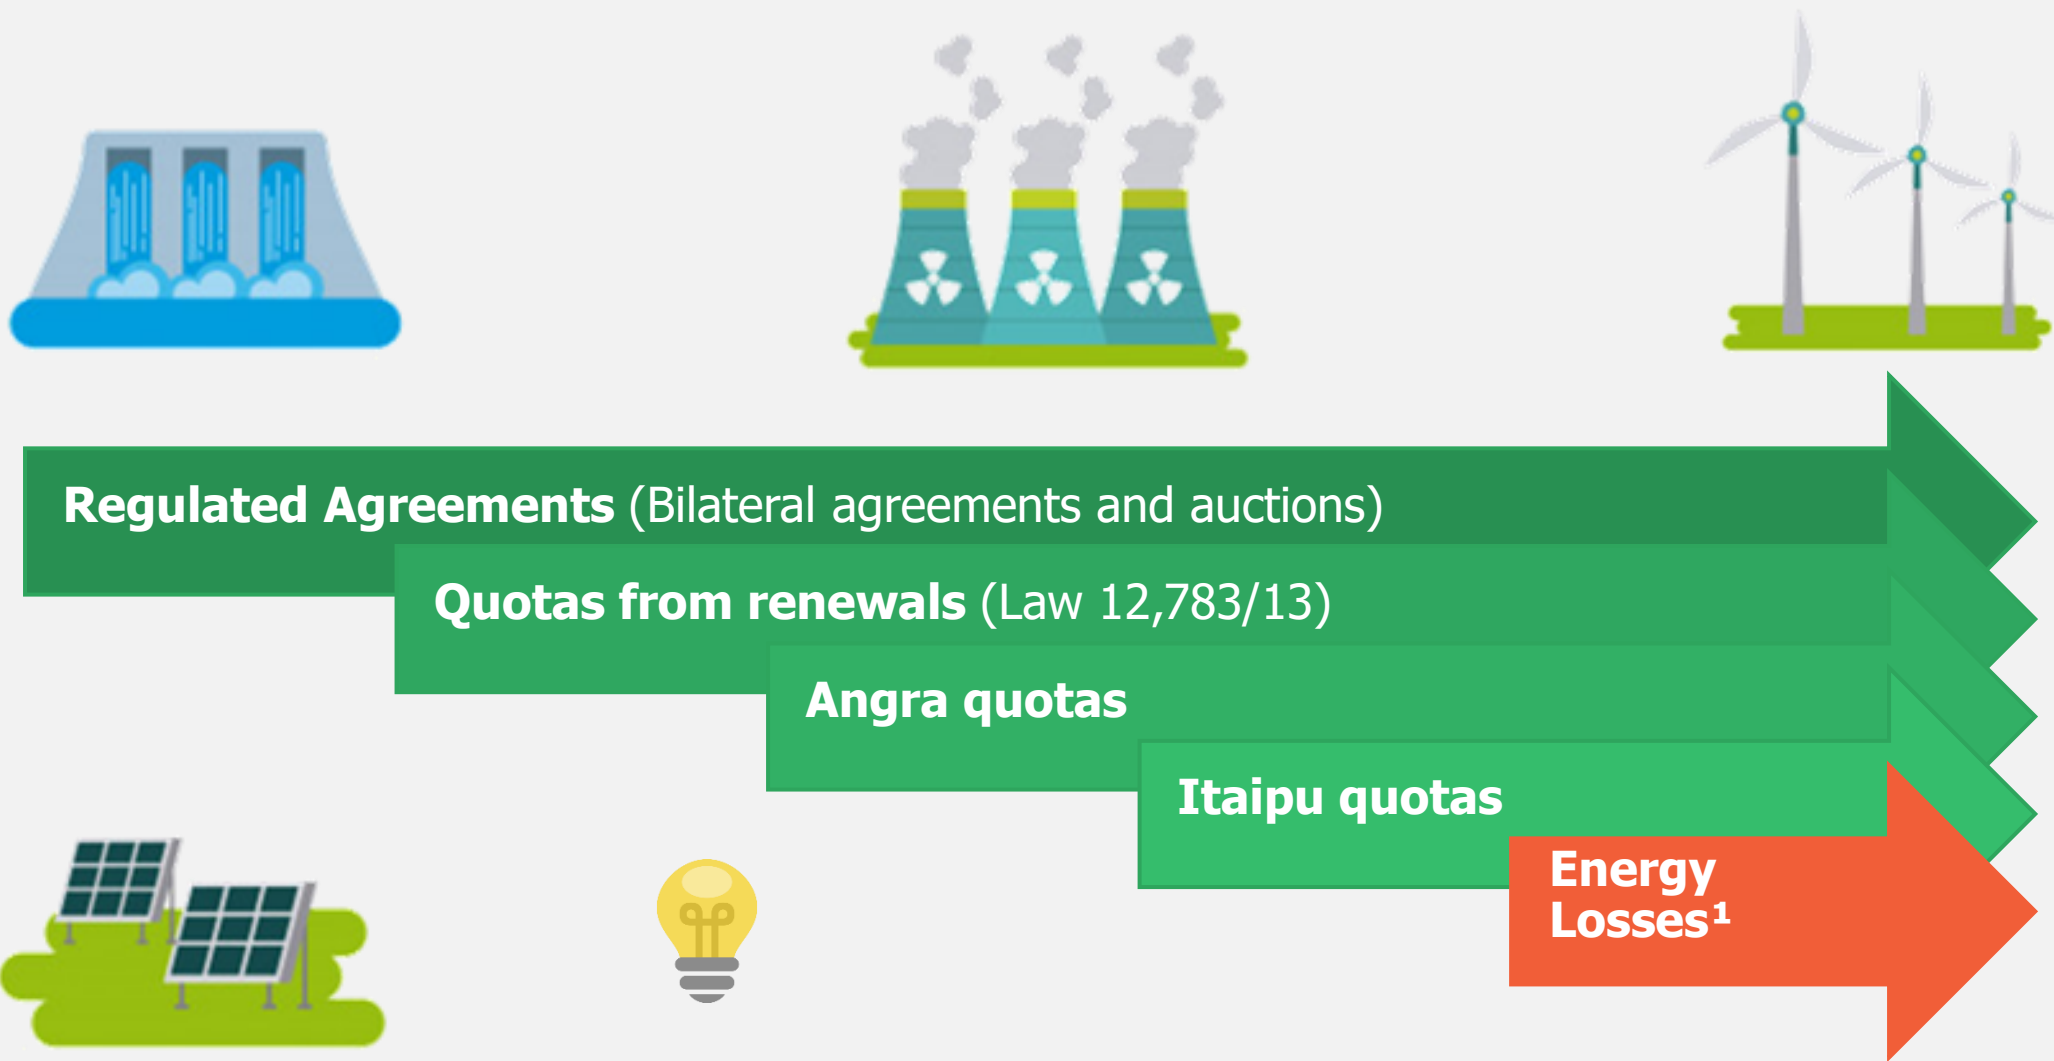 Regulated Agreements (Bilateral agreements and auctions)
Quotas from renewals (Law 12,783/13)
Angra quotas
Itaipu quotas
Energy
Losses¹